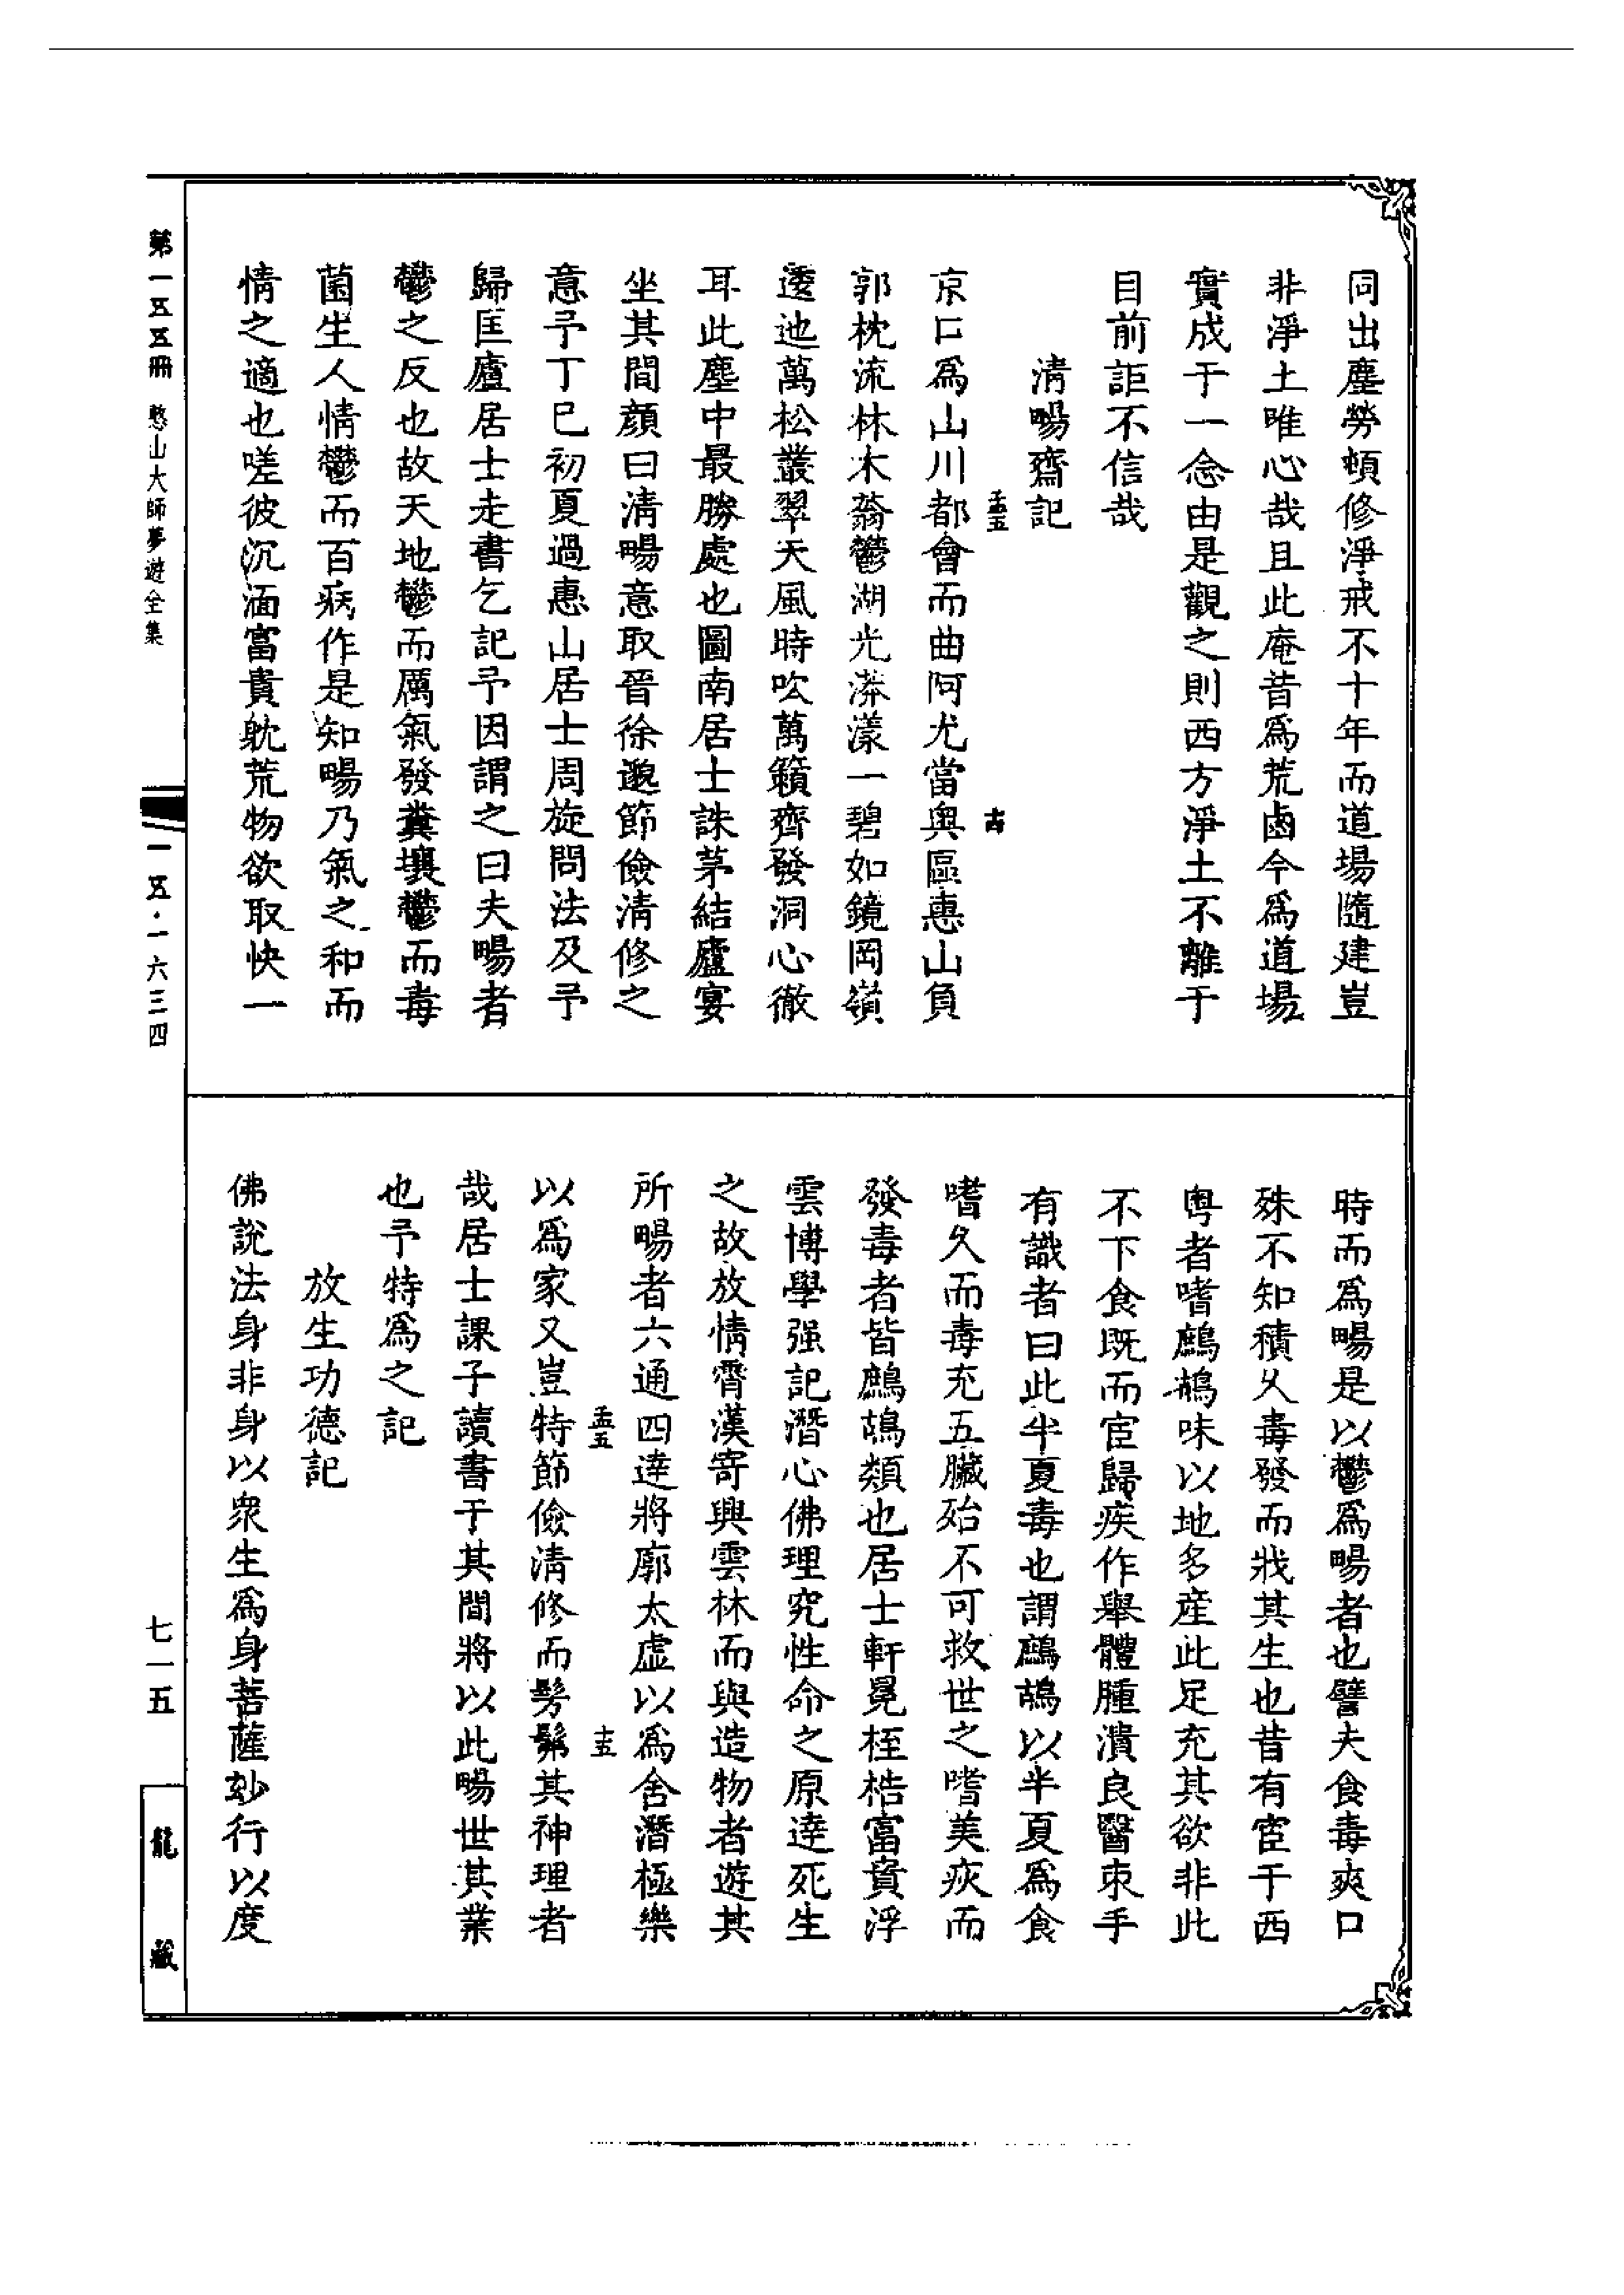 同出塵勞頓修淨戒不十年而道場隨建豈
非淨土唯心哉且此庵昔爲荒鹵今爲道場
實成于一念由是觀之則西方淨土不離于
目前詎不信哉
清暢齋記
孟五
十四
京口爲山川都會而曲阿尤當奧區惠山負
郭枕流林木蓊鬱湖光漭漾一碧如鏡岡嶺
逶迆萬松叢翠天風時吹萬籟齊發洞心徹
耳此塵中最勝處也圖南居士誅茅結廬宴
坐其間顏曰清暢意取晉徐邈節儉清修之
意予丁巳初夏過惠山居士周旋問法及予
歸匡廬居士走書乞記予因謂之曰夫暢者
鬱之反也故天地鬱而厲氣發糞壤鬱而毒
菌生人情鬱而百病作是知暢乃氣之和而
情之適也嗟彼沉湎富貴躭荒物欲取快一
時而爲暢是以鬱爲暢者也譬夫食毒爽口
殊不知積久毒發而戕其生也昔有宦于西
粵者嗜鷓鴣味以地多產此足充其欲非此
不下食既而宦歸疾作舉體腫潰良醫束手
有識者曰此半夏毒也謂鷓鴣以半夏爲食
嗜久而毒充五臟殆不可救世之嗜美疢而
發毒者皆鷓鴣類也居士軒冕桎梏富貴浮
雲博學强記潛心佛理究性命之原達死生
之故放情霄漢寄興雲林而與造物者遊其
所暢者六通四達將廓太虛以爲舍潛極樂
孟五
十五
以爲家又豈特節儉清修而髣髴其神理者
哉居士課子讀書于其間將以此暢世其業
也予特爲之記
放生功德記
佛說法身非身以衆生爲身菩薩妙行以度
第一五五冊 憨山大師夢遊全集
一五·一六三四
七一五
龍藏